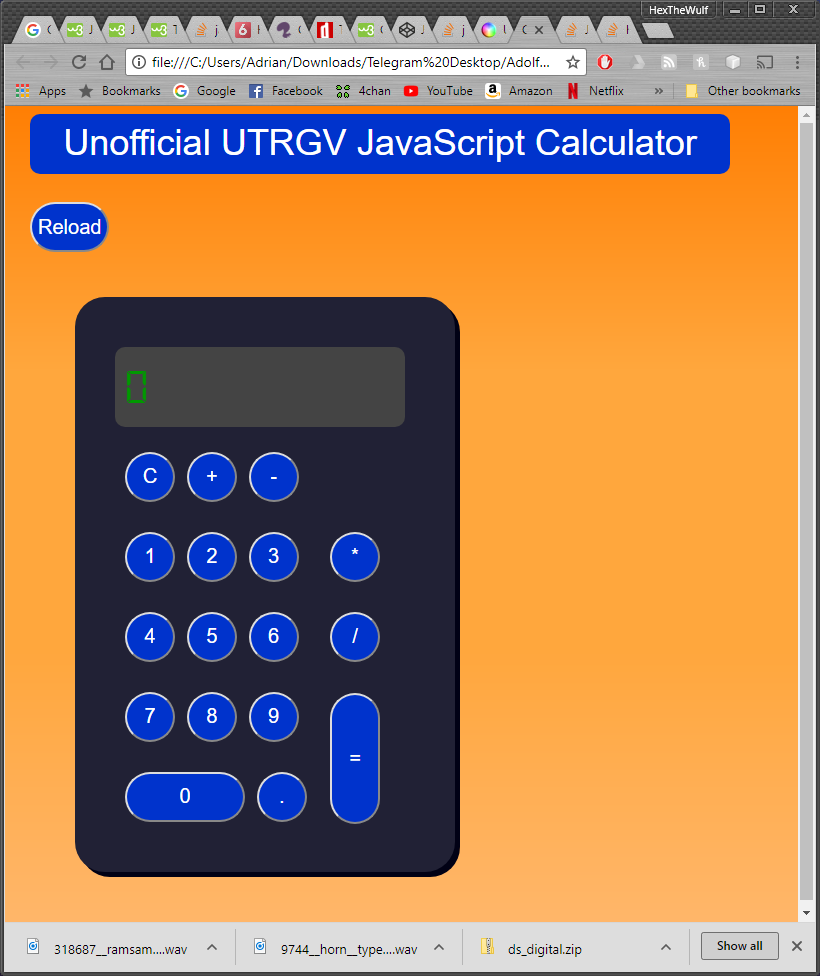 HexTheWulf
file:///C:/Users/Adrian/Downloads/Telegram%20Desktop/Adolf...
Apps Bookmarks Google Facebook 4chan YouTube Amazon Netflix » Other bookmarks
Unofficial UTRGV JavaScript Calculator
Reload
0
C + -
1 2 3 *
4 5 6 /
7 8 9
=
0 .
318687__ramsam....wav 9744__horn__type....wav ds_digital.zip Show all